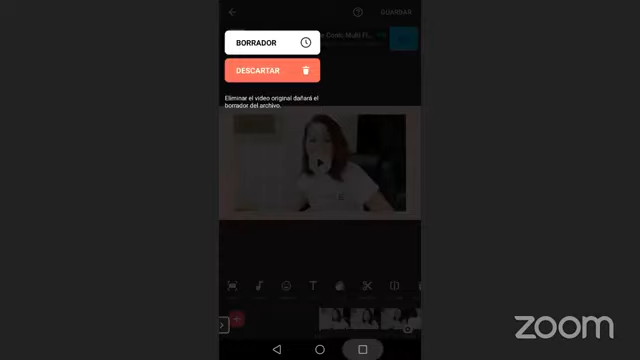 GUARDAR
BORRADOR
DESCARTAR
Eliminar el video original dañará el
borrador del archivo.
T
zoom